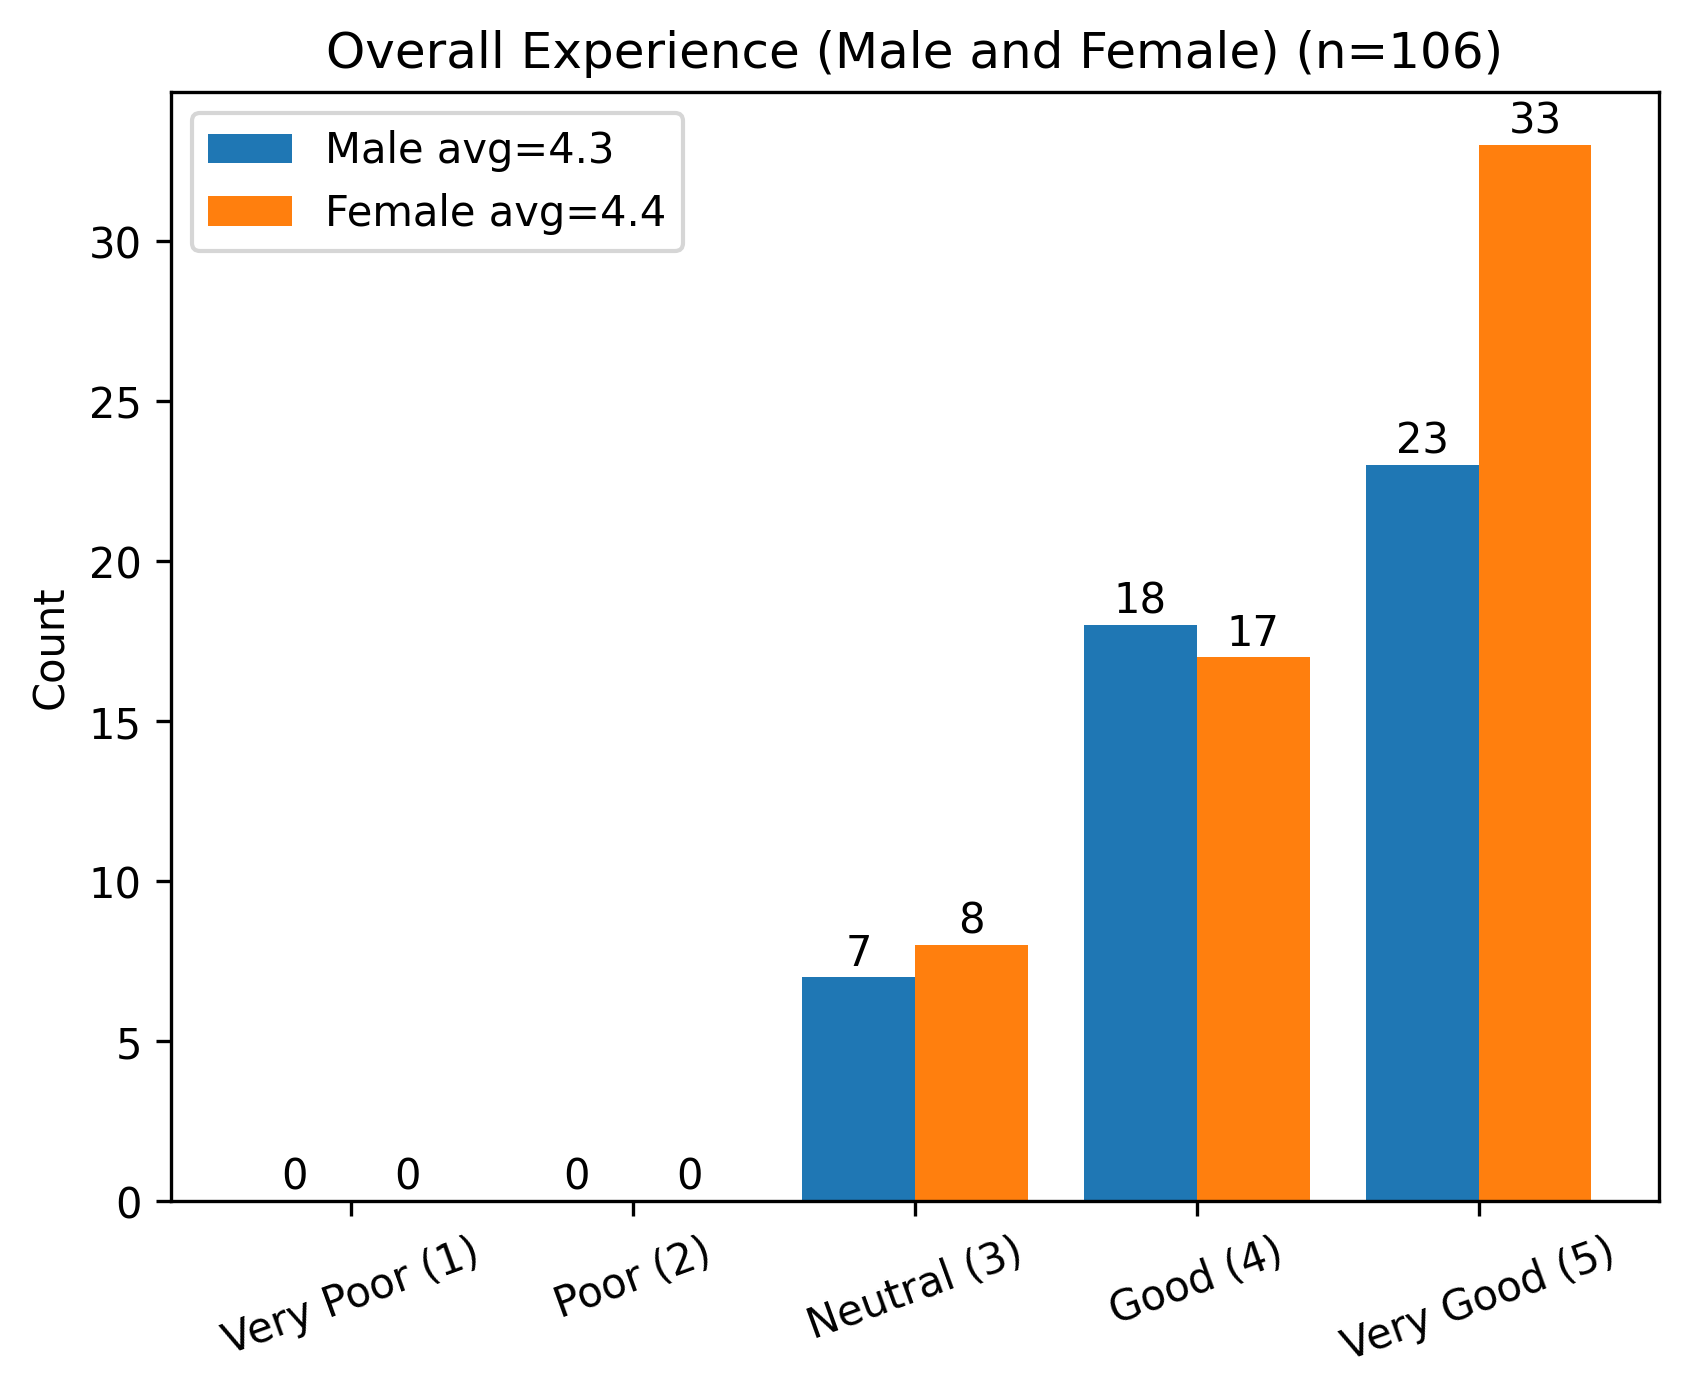 Overall Experience (Male and Female) (n=106)
Male avg=4.3
Female avg=4.4
Count
30
25
20
15
10
5
0
0
0
0
0
7
8
18
17
23
33
Very Poor (1)
Poor (2)
Neutral (3)
Good (4)
Very Good (5)